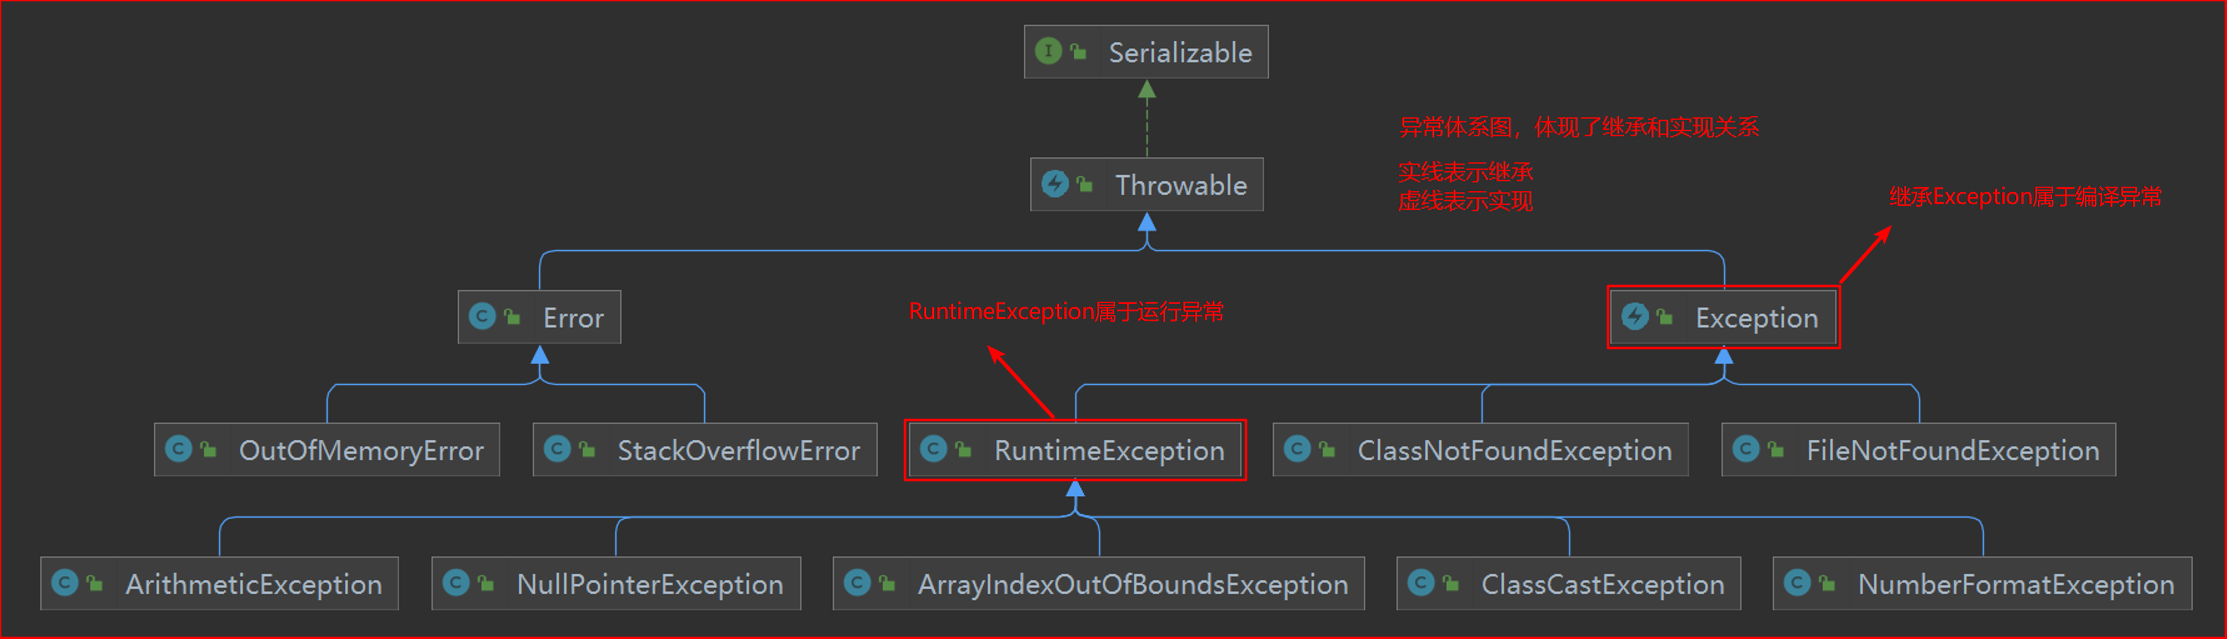 Serializable
异常体系图，体现了继承和实现关系
Throwable
实线表示继承
虚线表示实现
继承Exception属于编译异常
RuntimeException属于运行异常
Error
Exception
OutOfMemoryError
StackOverflowError
RuntimeException
ClassNotFoundException
FileNotFoundException
ArithmeticException
NullPointerException
ArrayIndexOutOfBoundsException
ClassCastException
NumberFormatException